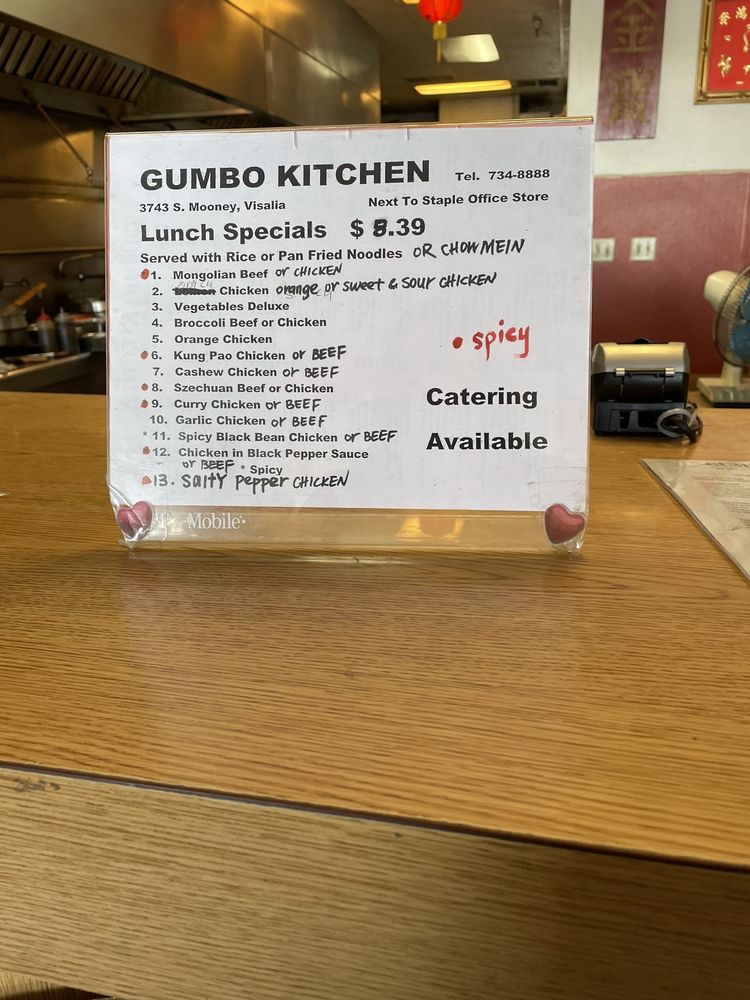 GUMBO KITCHEN Tel. 734-8888
3743 S. Mooney, Visalia Next To Staple Office Store
Lunch Specials $ 8.39
Served with Rice or Pan Fried Noodles OR CHOW MEIN
1. Mongolian Beef or CHICKEN
2. Chicken orange or sweet & sour CHICKEN
3. Vegetables Deluxe
4. Broccoli Beef or Chicken
5. Orange Chicken
• spicy
6. Kung Pao Chicken or BEEF
7. Cashew Chicken or BEEF
8. Szechuan Beef or Chicken
9. Curry Chicken or BEEF
10. Garlic Chicken or BEEF
* 11. Spicy Black Bean Chicken or BEEF
12. Chicken in Black Pepper Sauce
or BEEF * Spicy
13. Salty pepper CHICKEN
Catering
Available
Mobile
金